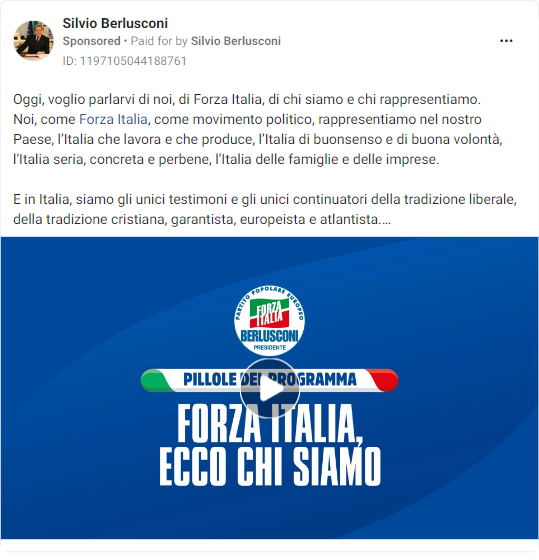 Silvio Berlusconi
Sponsored • Paid for by Silvio Berlusconi
ID: 1197105044188761
Oggi, voglio parlarvi di noi, di Forza Italia, di chi siamo e chi rappresentiamo.
Noi, come Forza Italia, come movimento politico, rappresentiamo nel nostro
Paese, l’Italia che lavora e che produce, l’Italia di buonsenso e di buona volontà,
l’Italia seria, concreta e perbene, l’Italia delle famiglie e delle imprese.
E in Italia, siamo gli unici testimoni e gli unici continuatori della tradizione liberale,
della tradizione cristiana, garantista, europeista e atlantista....
PARTITO POPOLARE EUROPEO
FORZA
ITALIA
BERLUSCONI
PRESIDENTE
PILLOLE DEL PROGRAMMA
FORZA ITALIA,
ECCO CHI SIAMO